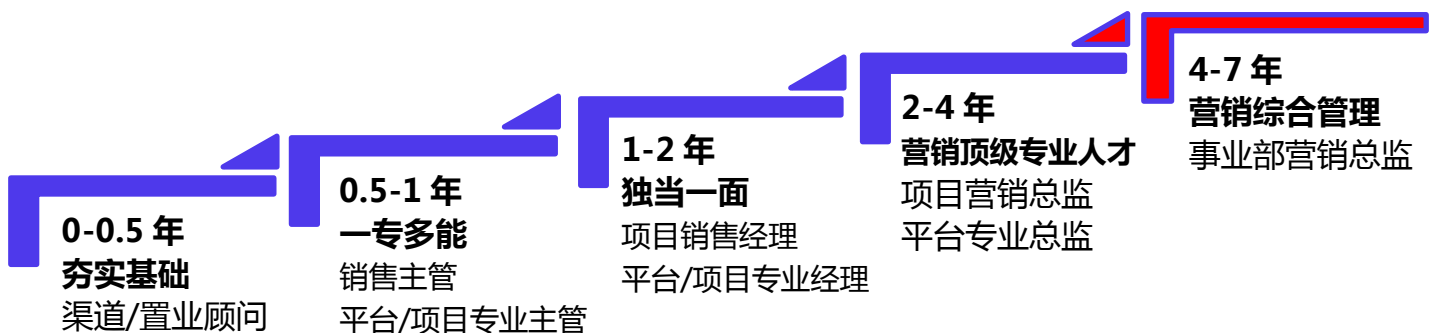 0-0.5 年
夯实基础
渠道/置业顾问
0.5-1 年
一专多能
销售主管
平台/项目专业主管
1-2 年
独当一面
项目销售经理
平台/项目专业经理
2-4 年
营销顶级专业人才
项目营销总监
平台专业总监
4-7 年
营销综合管理
事业部营销总监